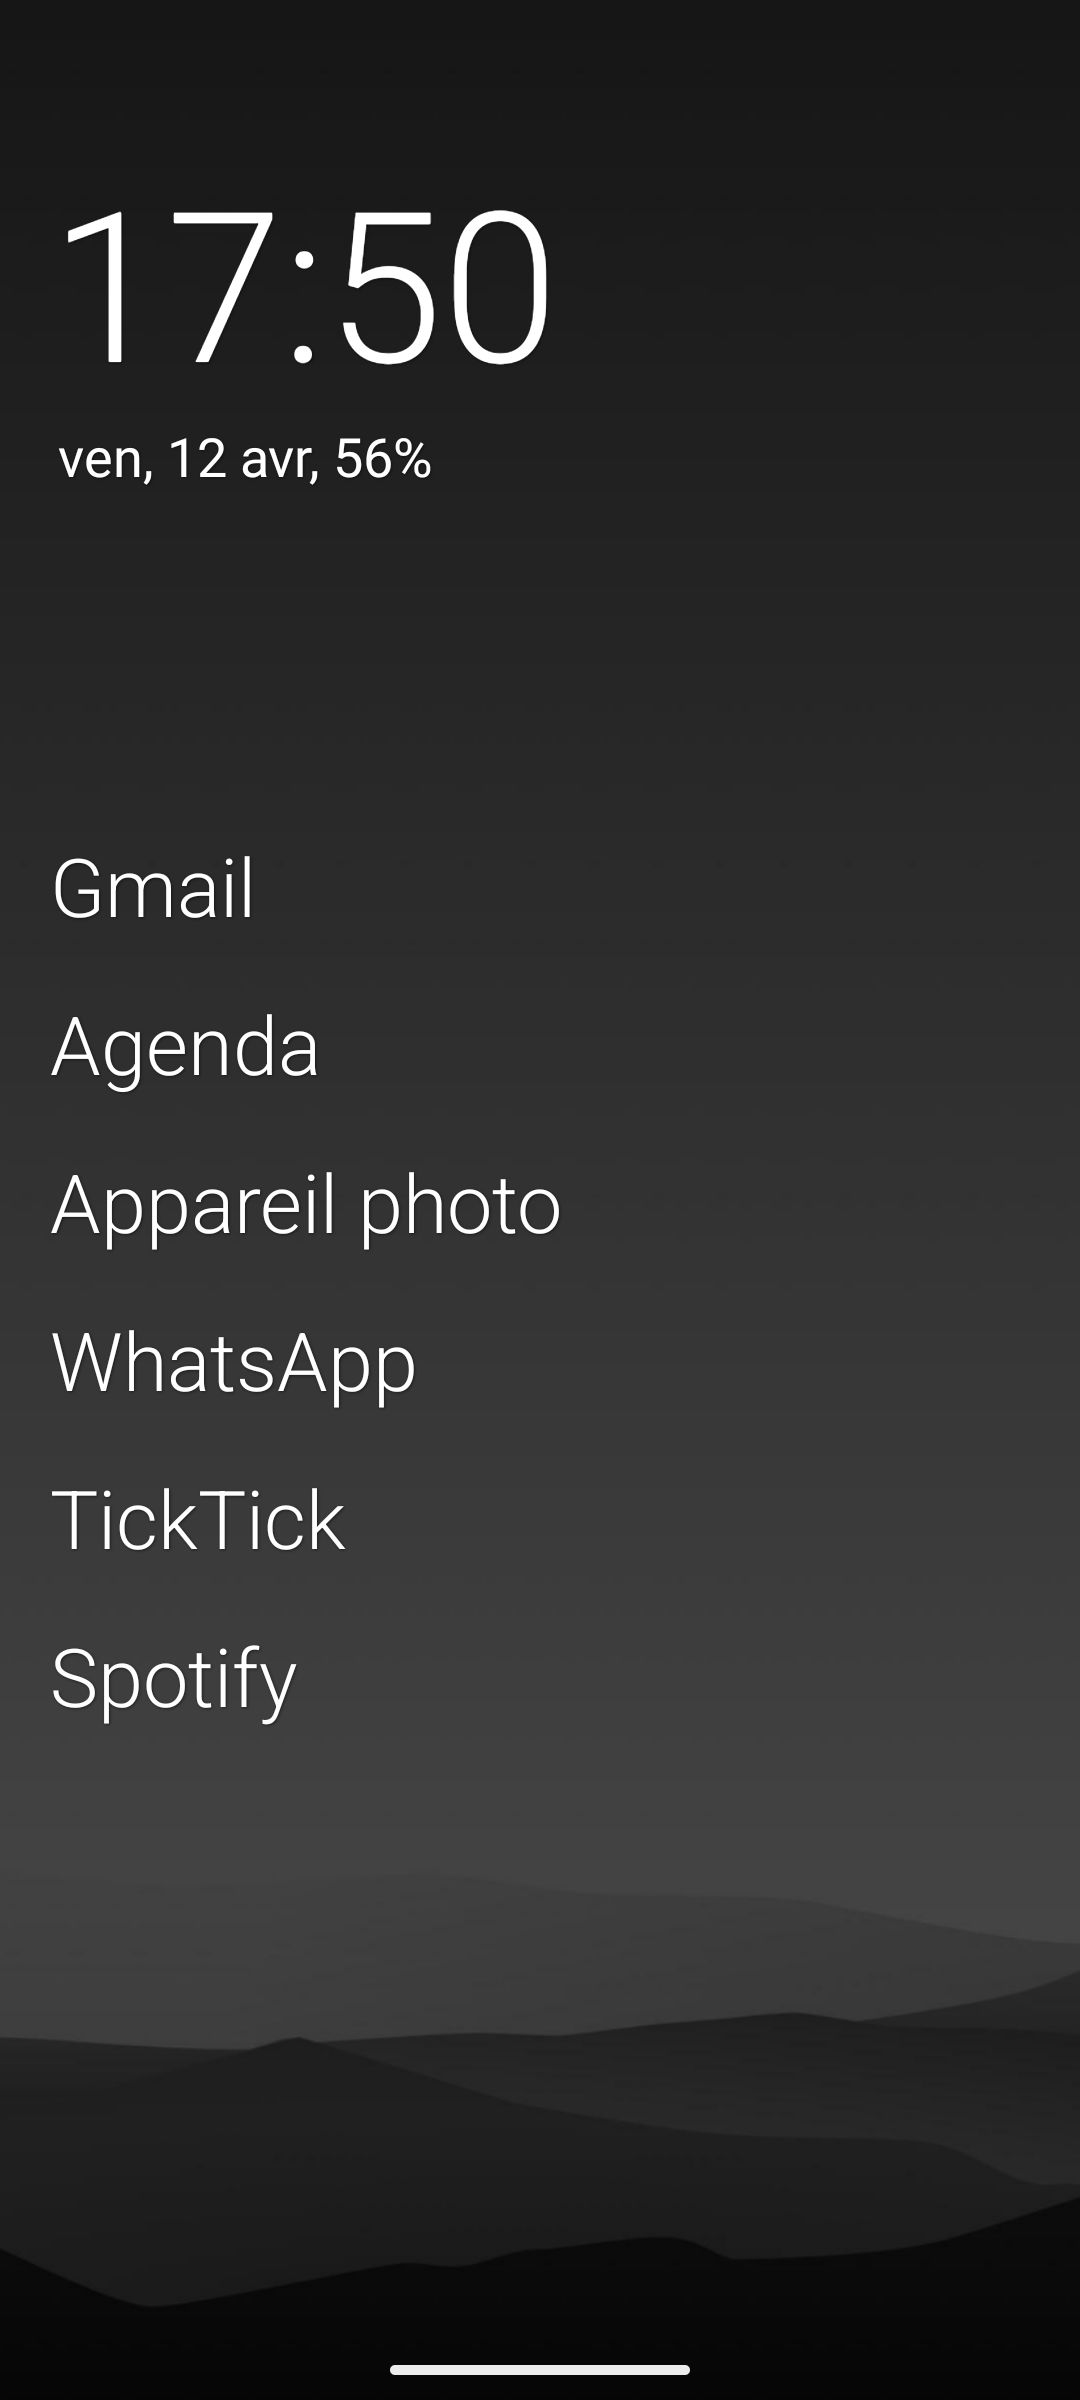 17:50
ven, 12 avr, 56%
Gmail
Agenda
Appareil photo
WhatsApp
TickTick
Spotify